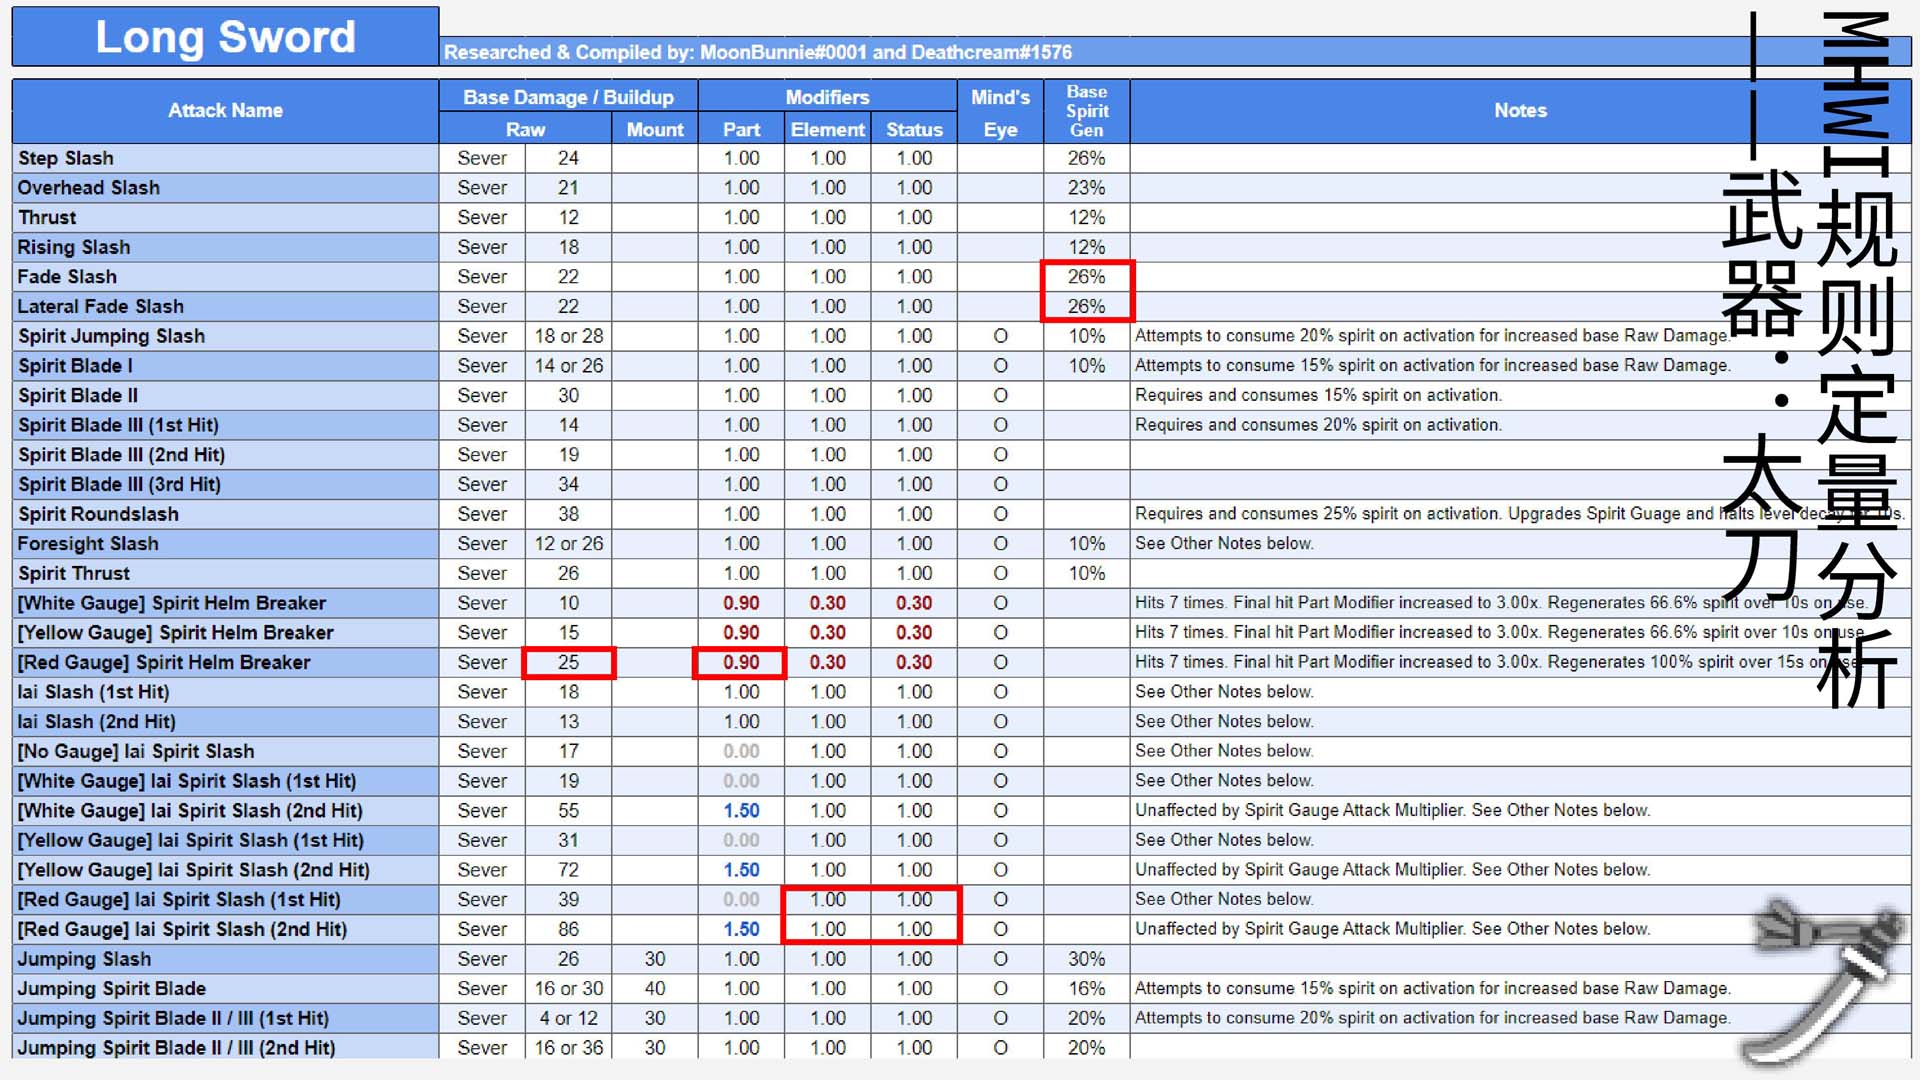 Long Sword
Researched & Compiled by: MoonBunnie#0001 and Deathcream#1576
Attack Name Base Damage / Buildup Modifiers Mind's Eye Base Spirit Gen Notes
Raw Mount Part Element Status
Step Slash Sever 24 1.00 1.00 1.00 26%
Overhead Slash Sever 21 1.00 1.00 1.00 23%
Thrust Sever 12 1.00 1.00 1.00 12%
Rising Slash Sever 18 1.00 1.00 1.00 12%
Fade Slash Sever 22 1.00 1.00 1.00 26%
Lateral Fade Slash Sever 22 1.00 1.00 1.00 26%
Spirit Jumping Slash Sever 18 or 28 1.00 1.00 1.00 O 10% Attempts to consume 20% spirit on activation for increased base Raw Damage.
Spirit Blade I Sever 14 or 26 1.00 1.00 1.00 O 10% Attempts to consume 15% spirit on activation for increased base Raw Damage.
Spirit Blade II Sever 30 1.00 1.00 1.00 O Requires and consumes 15% spirit on activation.
Spirit Blade III (1st Hit) Sever 14 1.00 1.00 1.00 O Requires and consumes 20% spirit on activation.
Spirit Blade III (2nd Hit) Sever 19 1.00 1.00 1.00 O
Spirit Blade III (3rd Hit) Sever 34 1.00 1.00 1.00 O
Spirit Roundslash Sever 38 1.00 1.00 1.00 O Requires and consumes 25% spirit on activation. Upgrades Spirit Guage and halts level decay for 10s.
Foresight Slash Sever 12 or 26 1.00 1.00 1.00 O 10% See Other Notes below.
Spirit Thrust Sever 26 1.00 1.00 1.00 O 10%
[White Gauge] Spirit Helm Breaker Sever 10 0.90 0.30 0.30 O Hits 7 times. Final hit Part Modifier increased to 3.00x. Regenerates 66.6% spirit over 10s on use.
[Yellow Gauge] Spirit Helm Breaker Sever 15 0.90 0.30 0.30 O Hits 7 times. Final hit Part Modifier increased to 3.00x. Regenerates 66.6% spirit over 10s on use.
[Red Gauge] Spirit Helm Breaker Sever 25 0.90 0.30 0.30 O Hits 7 times. Final hit Part Modifier increased to 3.00x. Regenerates 100% spirit over 15s on use.
Iai Slash (1st Hit) Sever 18 1.00 1.00 1.00 O See Other Notes below.
Iai Slash (2nd Hit) Sever 13 1.00 1.00 1.00 O See Other Notes below.
[No Gauge] Iai Spirit Slash Sever 17 0.00 1.00 1.00 O See Other Notes below.
[White Gauge] Iai Spirit Slash (1st Hit) Sever 19 0.00 1.00 1.00 O See Other Notes below.
[White Gauge] Iai Spirit Slash (2nd Hit) Sever 55 1.50 1.00 1.00 O Unaffected by Spirit Gauge Attack Multiplier. See Other Notes below.
[Yellow Gauge] Iai Spirit Slash (1st Hit) Sever 31 0.00 1.00 1.00 O See Other Notes below.
[Yellow Gauge] Iai Spirit Slash (2nd Hit) Sever 72 1.50 1.00 1.00 O Unaffected by Spirit Gauge Attack Multiplier. See Other Notes below.
[Red Gauge] Iai Spirit Slash (1st Hit) Sever 39 0.00 1.00 1.00 O See Other Notes below.
[Red Gauge] Iai Spirit Slash (2nd Hit) Sever 86 1.50 1.00 1.00 O Unaffected by Spirit Gauge Attack Multiplier. See Other Notes below.
Jumping Slash Sever 26 30 1.00 1.00 1.00 O 30%
Jumping Spirit Blade Sever 16 or 30 40 1.00 1.00 1.00 O 16% Attempts to consume 15% spirit on activation for increased base Raw Damage.
Jumping Spirit Blade II / III (1st Hit) Sever 4 or 12 30 1.00 1.00 1.00 O 20% Attempts to consume 20% spirit on activation for increased base Raw Damage.
Jumping Spirit Blade II / III (2nd Hit) Sever 16 or 36 30 1.00 1.00 1.00 O 20%
MHWI规则定量分析
——武器：太刀